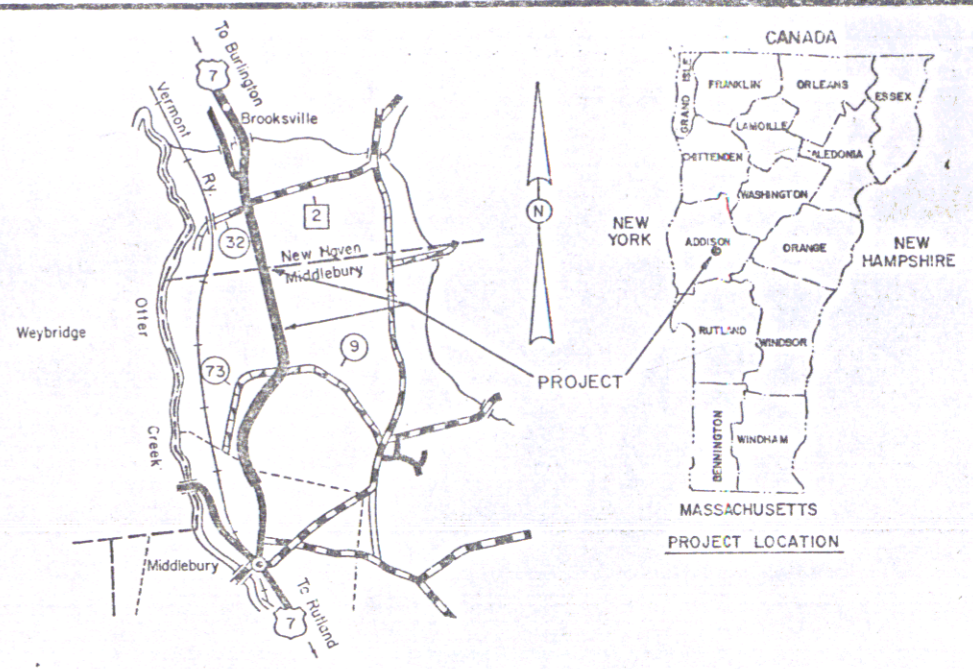 To Burlington
7
Vermont
Ry.
Brooksville
2
32
New Haven
Middlebury
Otter
Creek
Weybridge
9
73
Middlebury
C
To Rutland
7
N
PROJECT
CANADA
GRAND ISLE
FRANKLIN
ORLEANS
ESSEX
LAMOILLE
CHITTENDEN
CALEDONIA
WASHINGTON
NEW
YORK
ADDISON
ORANGE
NEW
HAMPSHIRE
RUTLAND
WINDSOR
BENNINGTON
WINDHAM
MASSACHUSETTS
PROJECT LOCATION